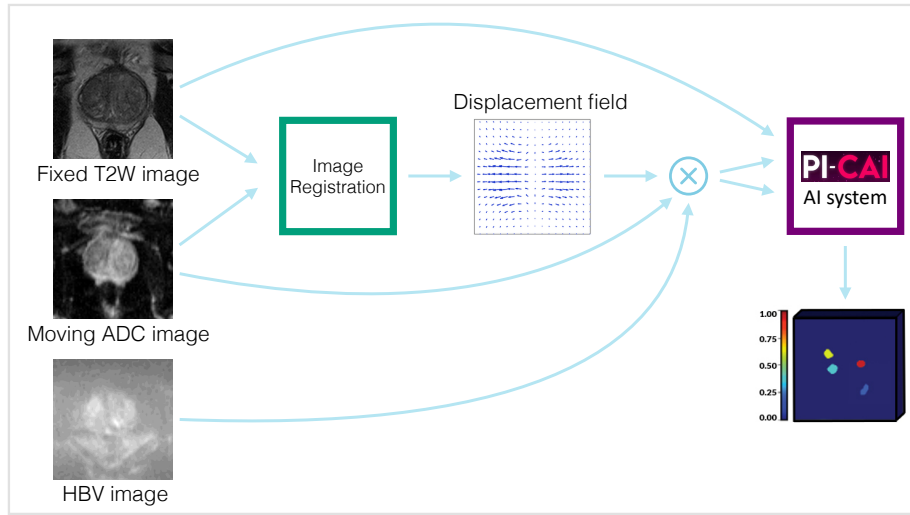 Fixed T2W image
Moving ADC image
HBV image
Image
Registration
Displacement field
PI-CAI
AI system
1.00
0.75
0.50
0.25
0.00